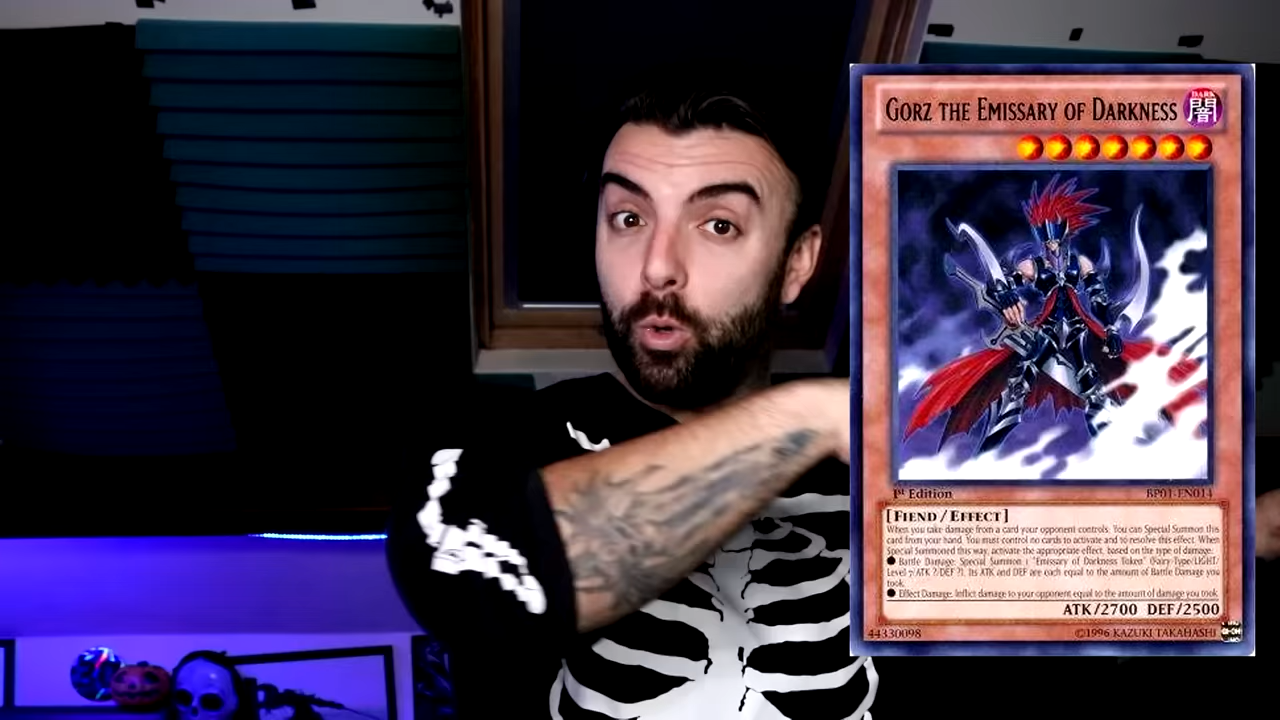 GORZ THE EMISSARY OF DARKNESS
DARK
闇
1st Edition
BP01-EN014
[FIEND/EFFECT]
When you take damage from a card your opponent controls: You can Special Summon this
card from your hand. You must control no cards to activate and to resolve this effect. When
Special Summoned this way, activate the appropriate effect, based on the type of damage:
● Battle Damage: Special Summon 1 "Emissary of Darkness Token" (Fairy-Type/LIGHT/
Level 7/ATK ?/DEF ?). Its ATK and DEF are each equal to the amount of Battle Damage you
took.
● Effect Damage: Inflict damage to your opponent equal to the amount of damage you took.
ATK/2700 DEF/2500
44330098
©1996 KAZUKI TAKAHASHI